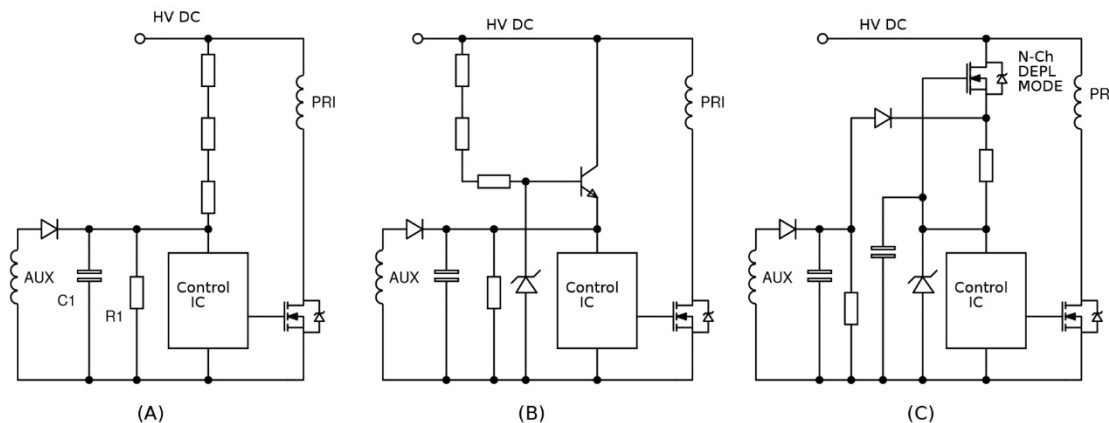 HV DC
PRI
AUX
C1
R1
Control
IC
(A)
HV DC
PRI
AUX
Control
IC
(B)
HV DC
N-Ch
DEPL
MODE
PR
AUX
Control
IC
(C)